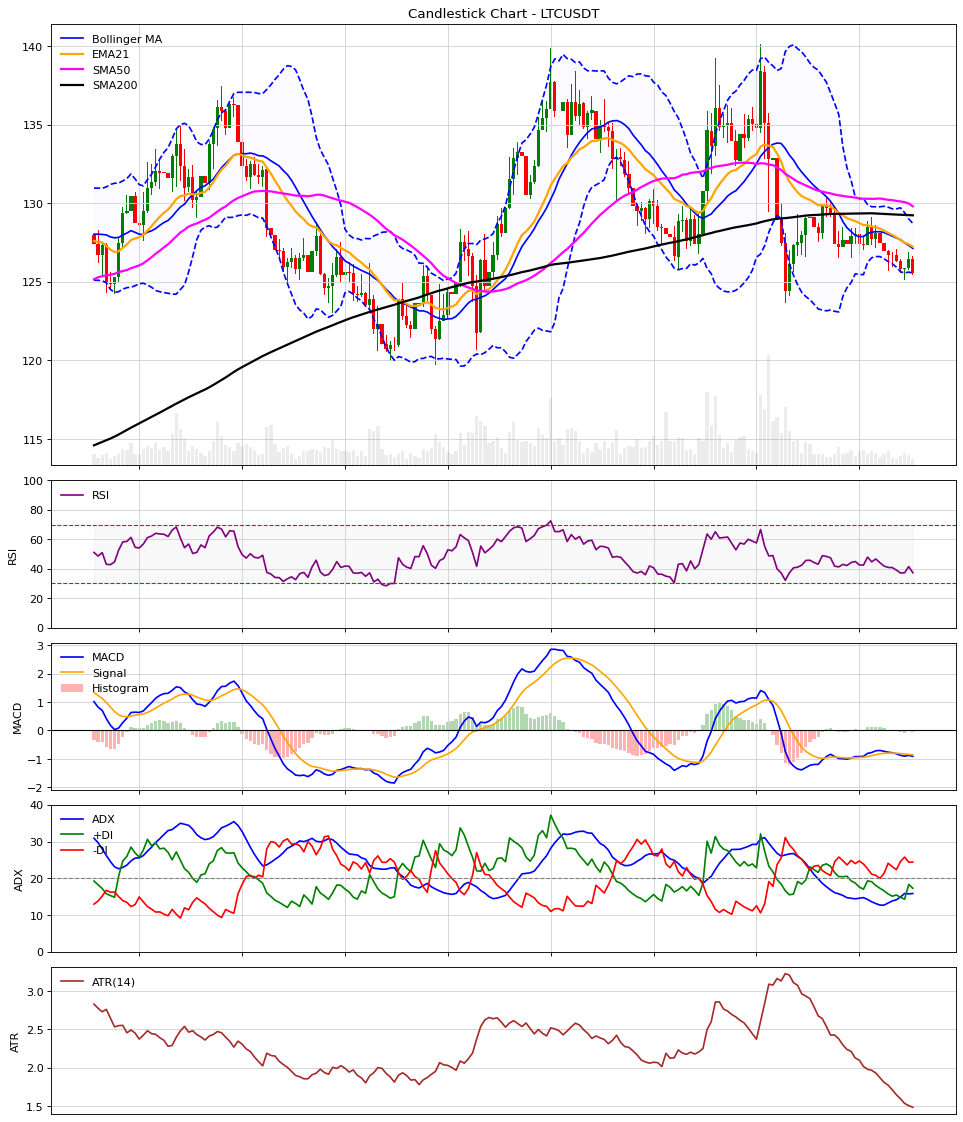 Candlestick Chart - LTCUSDT
Bollinger MA
EMA21
SMA50
SMA200
140
135
130
125
120
115
RSI
100
80
60
40
20
0
RSI
MACD
Signal
Histogram
3
2
1
0
−1
−2
MACD
ADX
+DI
-DI
40
30
20
10
0
ADX
ATR(14)
3.0
2.5
2.0
1.5
ATR